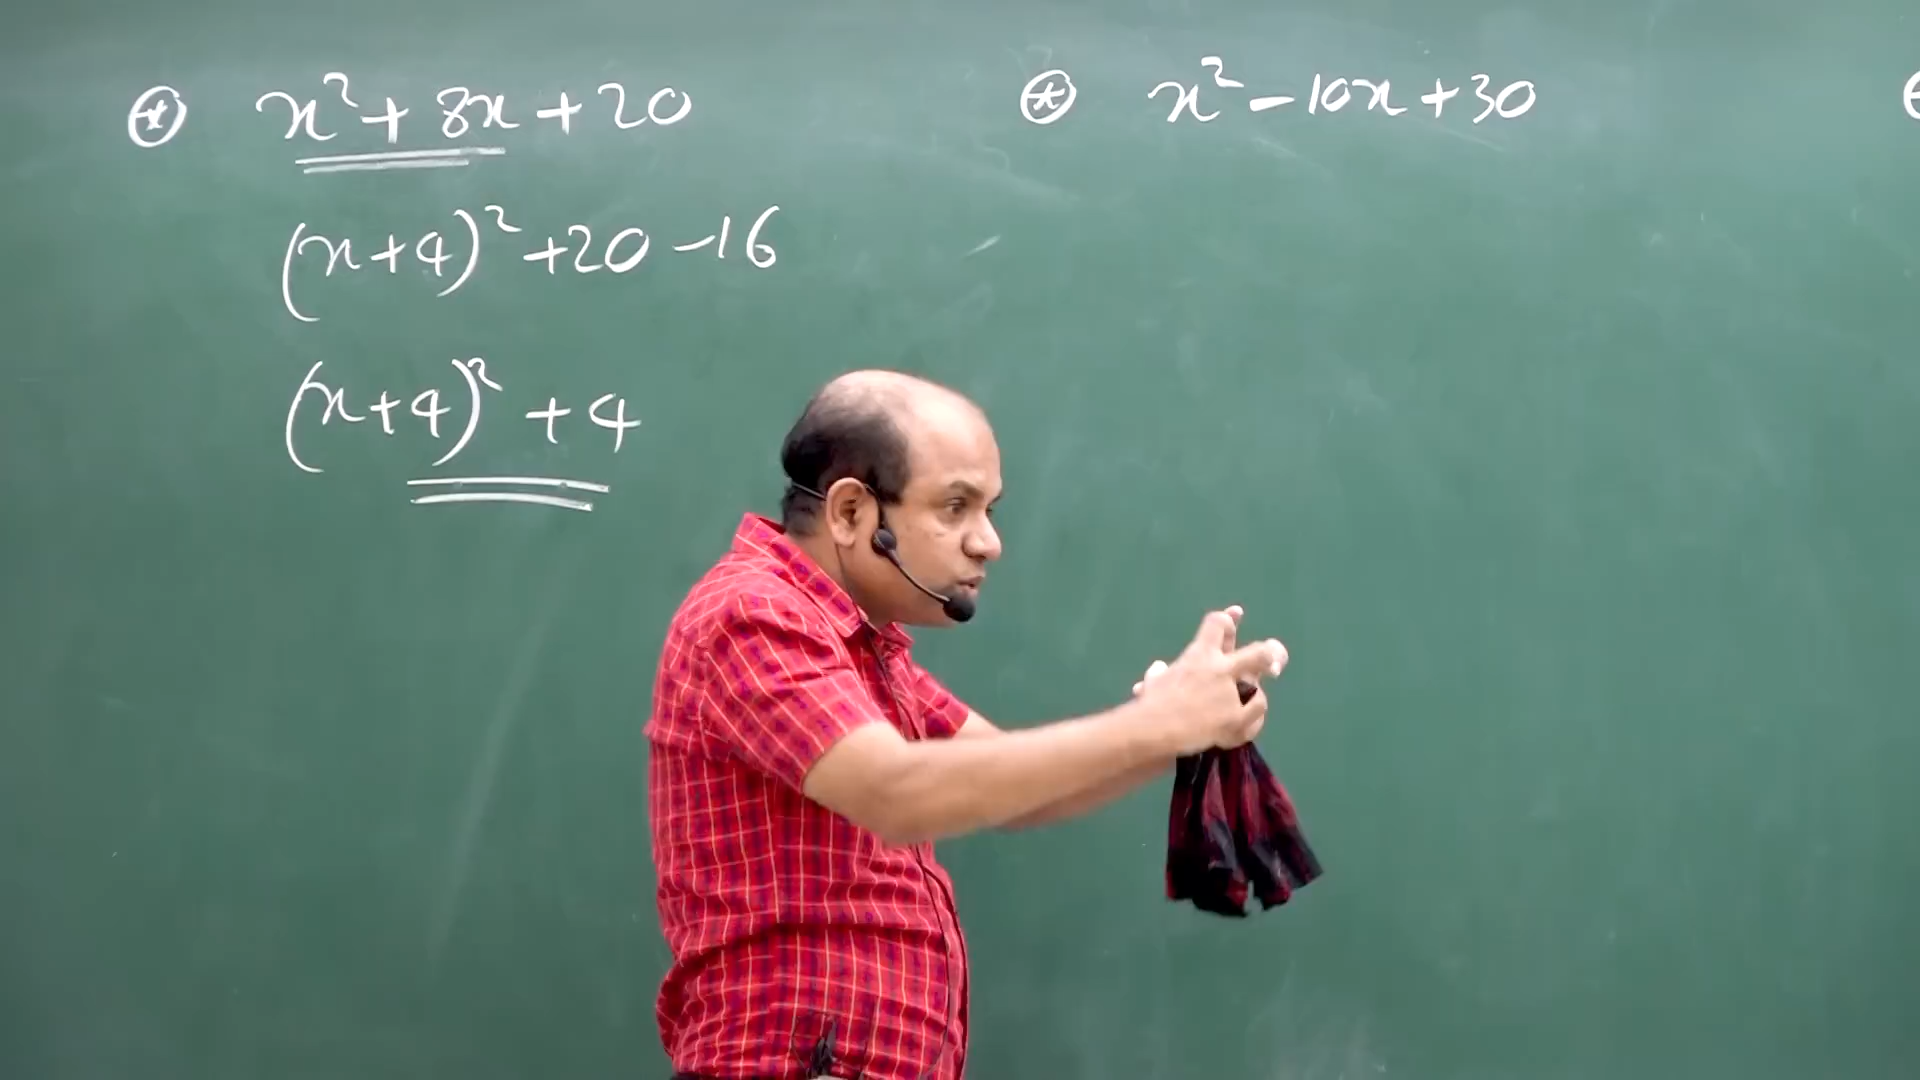 ⊛ x² + 8x + 20
(x+4)² + 20 - 16
(x+4)² + 4
⊛ x² - 10x + 30